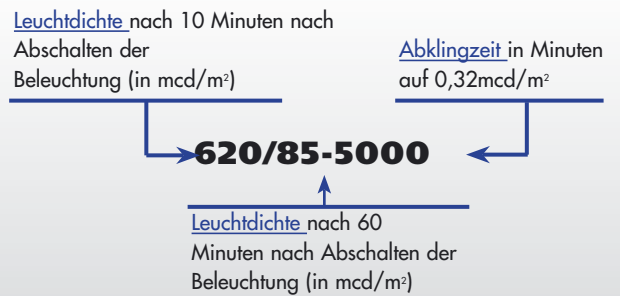 Leuchtdichte nach 10 Minuten nach
Abschalten der
Beleuchtung (in mcd/m²)
Abklingzeit in Minuten
auf 0,32mcd/m²
620/85-5000
Leuchtdichte nach 60
Minuten nach Abschalten der
Beleuchtung (in mcd/m²)